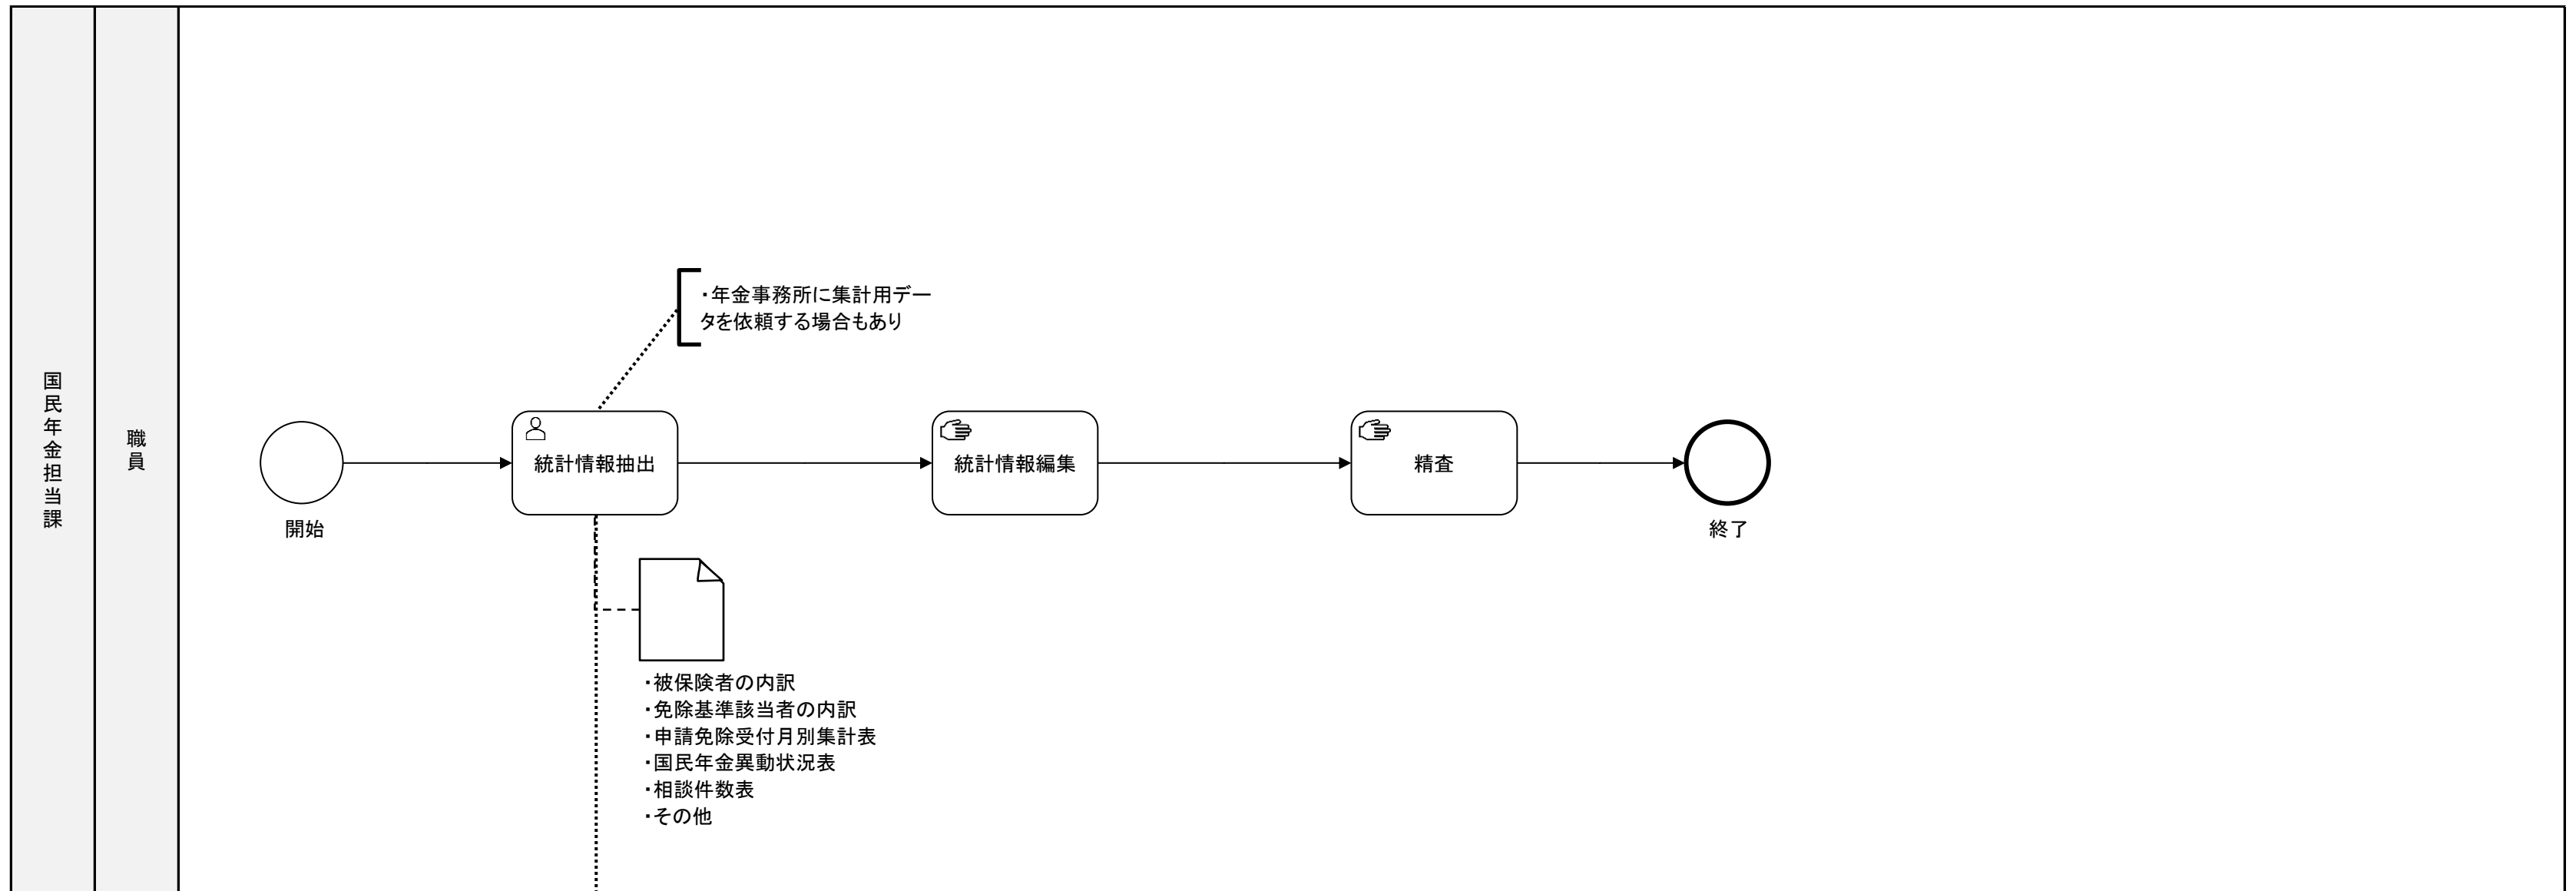 国民年金担当課
職員
・年金事務所に集計用デー
タを依頼する場合もあり
開始
統計情報抽出
統計情報編集
精査
終了
・被保険者の内訳
・免除基準該当者の内訳
・申請免除受付月別集計表
・国民年金異動状況表
・相談件数表
・その他